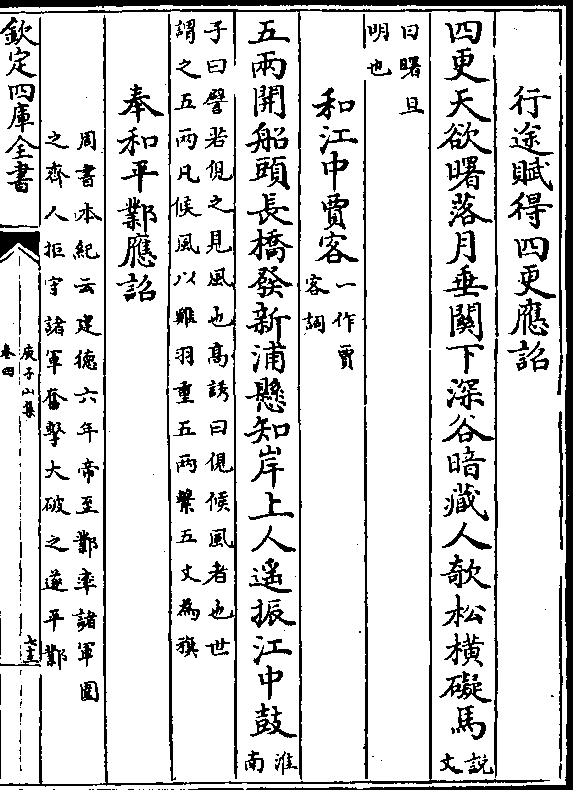 行途賦得四更應詔
四更天欲曙落月垂關下深谷暗藏人欹松橫礙馬說文
曰曙旦明也
和江中賈客一作賈客詞
五兩開船頭長橋發新浦懸知岸上人遥振江中鼓淮南
子曰譬若俔之見風也高誘曰俔候風者也世
謂之五兩凡候風以雞羽重五兩繫五丈為旗
奉和平鄴應詔
周書本紀云建德六年帝至鄴率諸軍圍
之齊人拒守諸軍奮擊大破之遂平鄴
欽定四庫全書
庾子山集
卷四